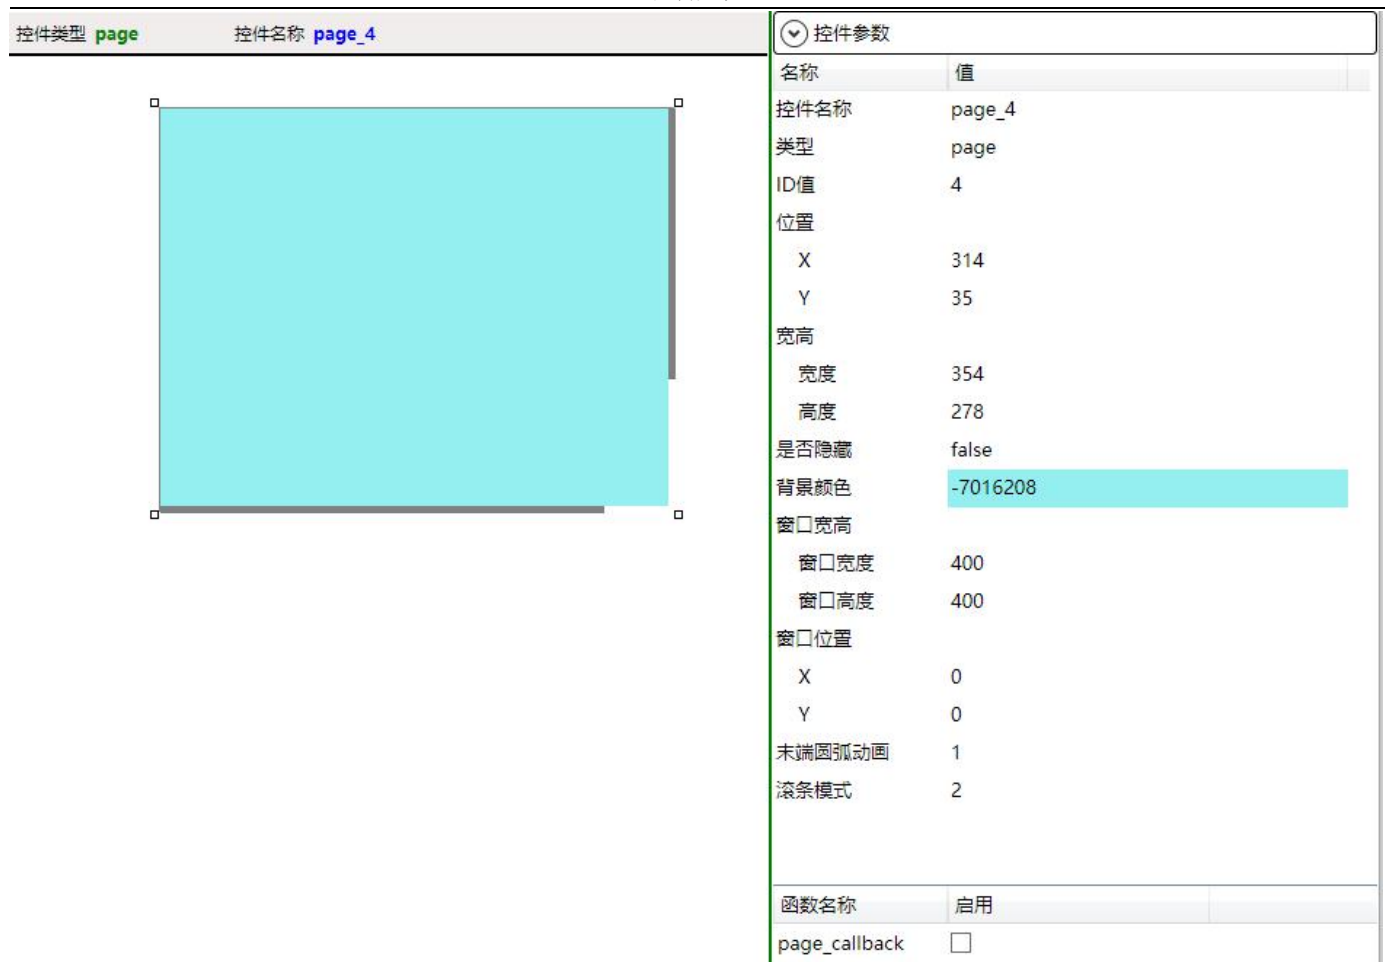 控件类型 page 控件名称 page_4
控件参数
名称 值
控件名称 page_4
类型 page
ID值 4
位置
X 314
Y 35
宽高
宽度 354
高度 278
是否隐藏 false
背景颜色 -7016208
窗口宽高
窗口宽度 400
窗口高度 400
窗口位置
X 0
Y 0
末端圆弧动画 1
滚条模式 2
函数名称 启用
page_callback